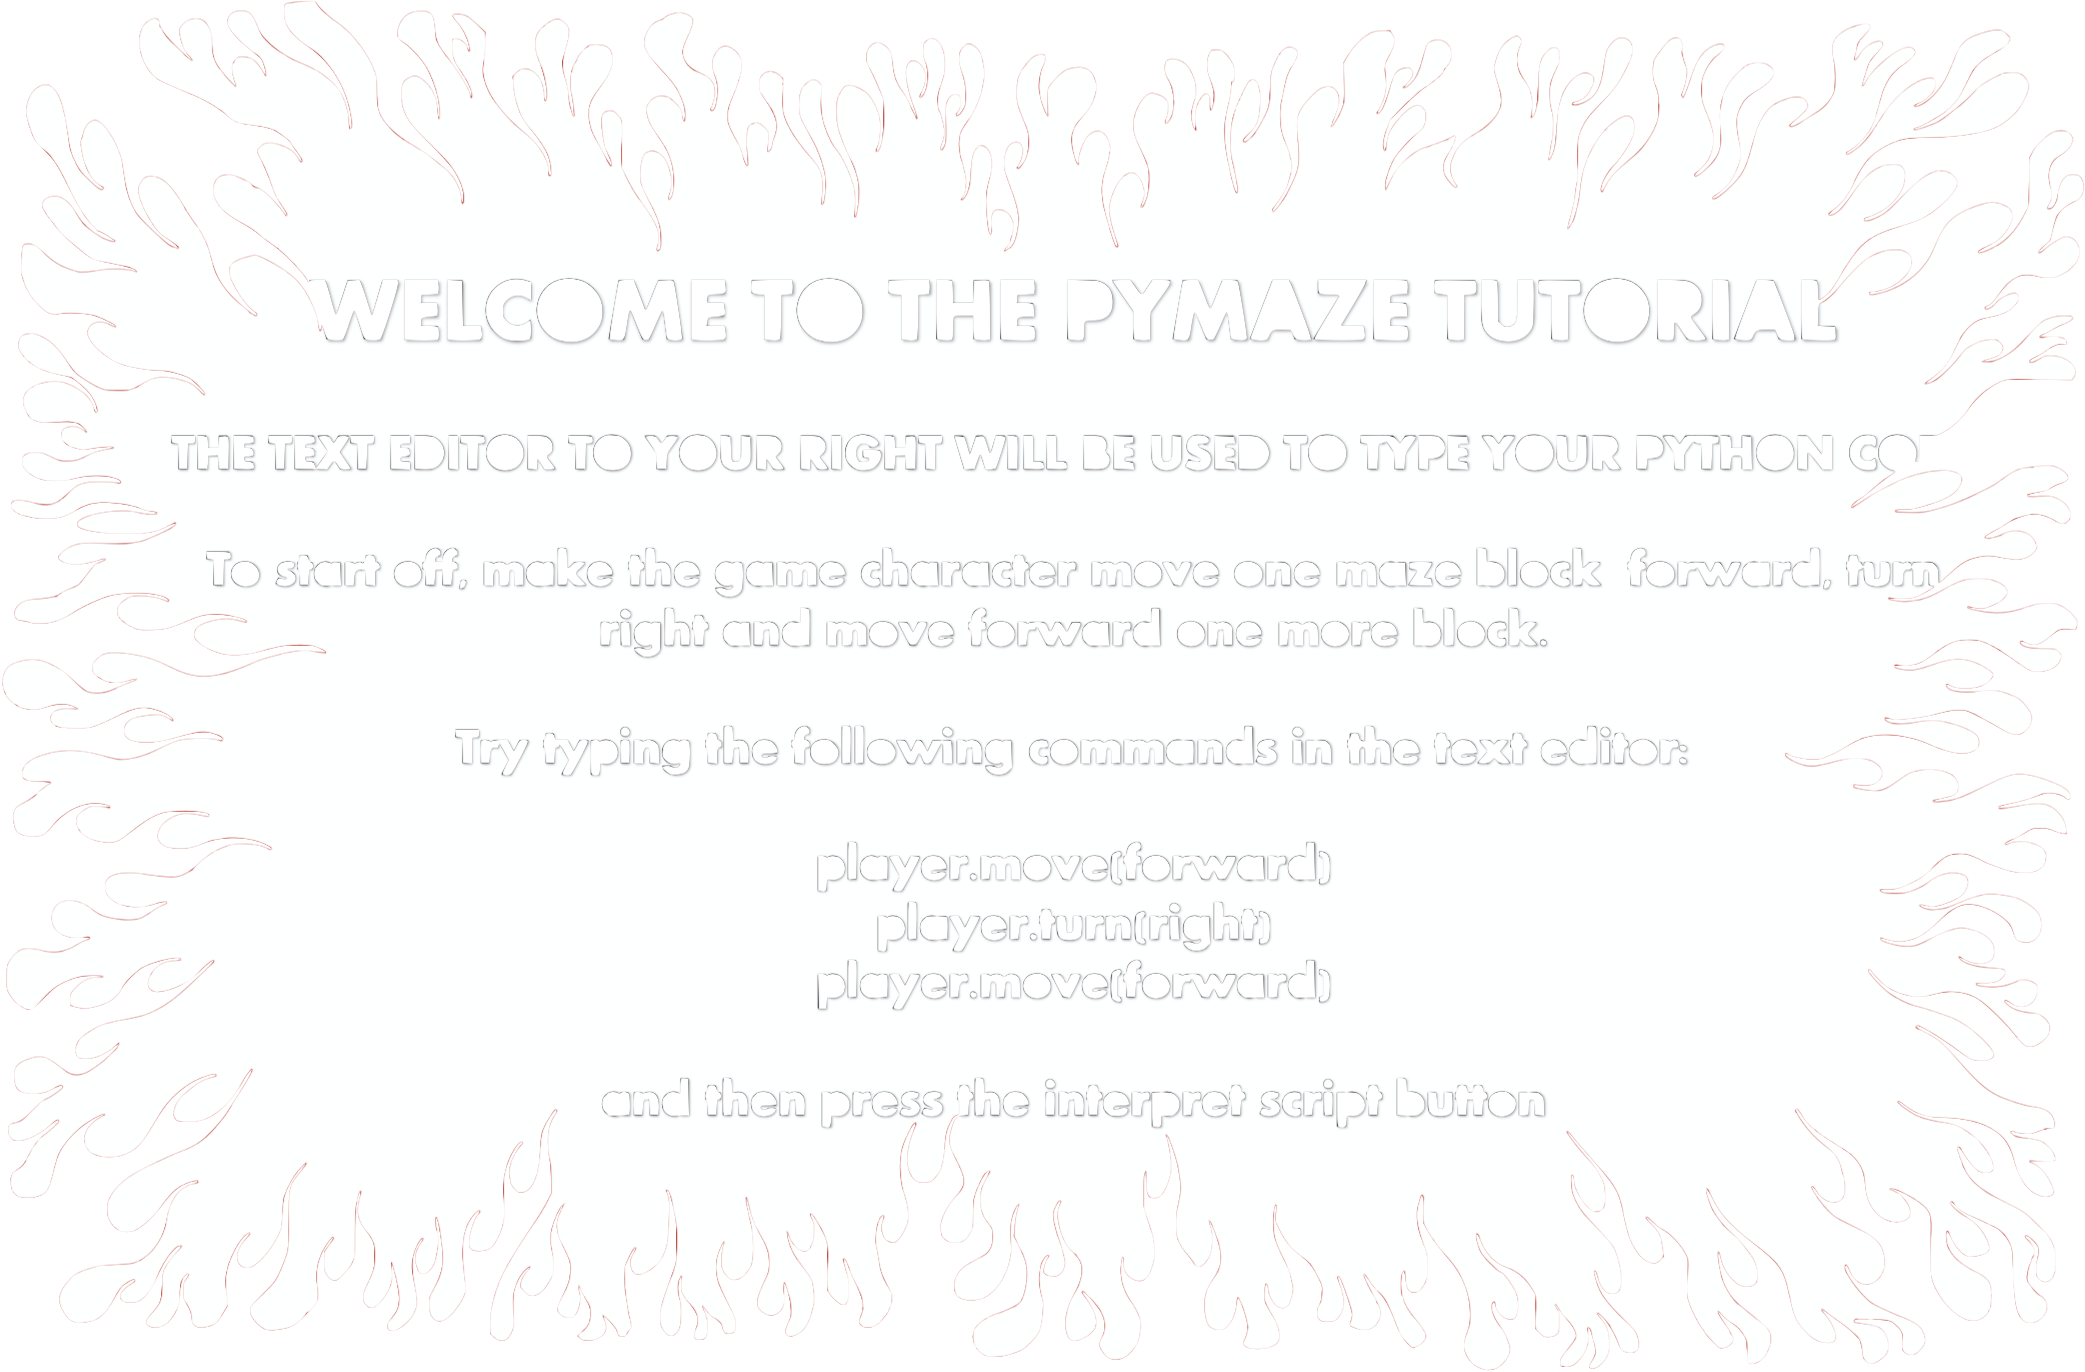 WELCOME TO THE PYMAZE TUTORIAL
THE TEXT EDITOR TO YOUR RIGHT WILL BE USED TO TYPE YOUR PYTHON CO
To start off, make the game character move one maze block forward, turn
right and move forward one more block.
Try typing the following commands in the text editor:
player.move(forward)
player.turn(right)
player.move(forward)
and then press the interpret script button